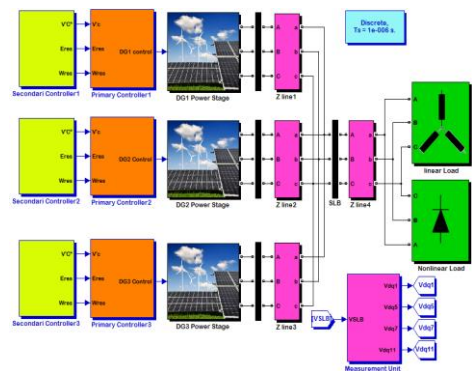 V'C* V'c
Eres Eres DG1 control
Wres Wres
Secondari Controller1 Primary Controller1 DG1 Power Stage
A a
B b
C c
Z line1
Discrete,
Ts = 1e-006 s.
V'C* V'c
Eres Eres DG2 Control
Wres Wres
Secondari Controller2 Primary Controller2 DG2 Power Stage
A a
B b
C c
Z line2
SLB
A a
B b
C c
Z line4
A
B
C
linear Load
C
B
A
Nonlinear Load
V'C* V'c
Eres Eres DG3 Control
Wres Wres
Secondari Controller3 Primary Controller3 DG3 Power Stage
A a
B b
C c
Z line3
[VSLB] VSLB
Vdq1 Vdq1
Vdq5 Vdq5
Vdq7 Vdq7
Vdq11 Vdq11
Measurement Unit